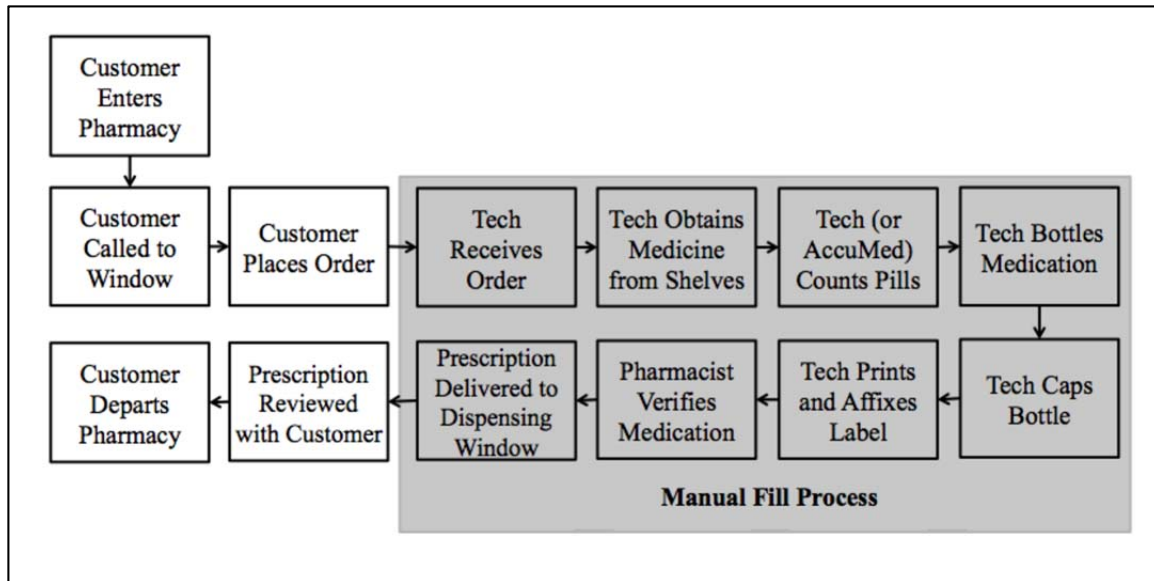 Customer
Enters
Pharmacy
Customer
Called to
Window
Customer
Places Order
Tech
Receives
Order
Tech Obtains
Medicine
from Shelves
Tech (or
AccuMed)
Counts Pills
Tech Bottles
Medication
Tech Caps
Bottle
Tech Prints
and Affixes
Label
Pharmacist
Verifies
Medication
Prescription
Delivered to
Dispensing
Window
Prescription
Reviewed
with Customer
Customer
Departs
Pharmacy
Manual Fill Process